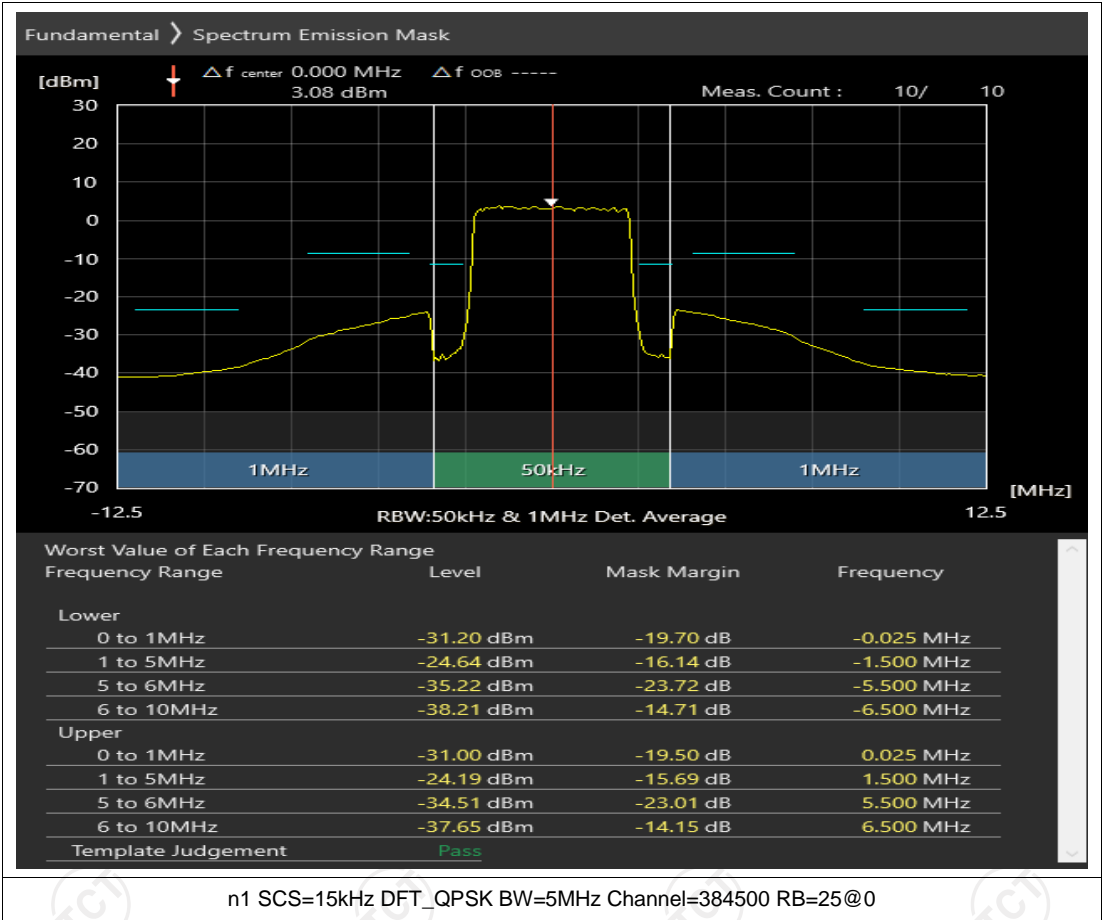 Fundamental ❯ Spectrum Emission Mask
[dBm] △f center 0.000 MHz △f OOB -----
3.08 dBm Meas. Count : 10/ 10
30
20
10
0
-10
-20
-30
-40
-50
-60
-70
1MHz 50kHz 1MHz
[MHz]
-12.5 RBW:50kHz & 1MHz Det. Average 12.5
Worst Value of Each Frequency Range
Frequency Range Level Mask Margin Frequency
Lower
0 to 1MHz -31.20 dBm -19.70 dB -0.025 MHz
1 to 5MHz -24.64 dBm -16.14 dB -1.500 MHz
5 to 6MHz -35.22 dBm -23.72 dB -5.500 MHz
6 to 10MHz -38.21 dBm -14.71 dB -6.500 MHz
Upper
0 to 1MHz -31.00 dBm -19.50 dB 0.025 MHz
1 to 5MHz -24.19 dBm -15.69 dB 1.500 MHz
5 to 6MHz -34.51 dBm -23.01 dB 5.500 MHz
6 to 10MHz -37.65 dBm -14.15 dB 6.500 MHz
Template Judgement Pass
n1 SCS=15kHz DFT_QPSK BW=5MHz Channel=384500 RB=25@0
TCT TCT TCT TCT